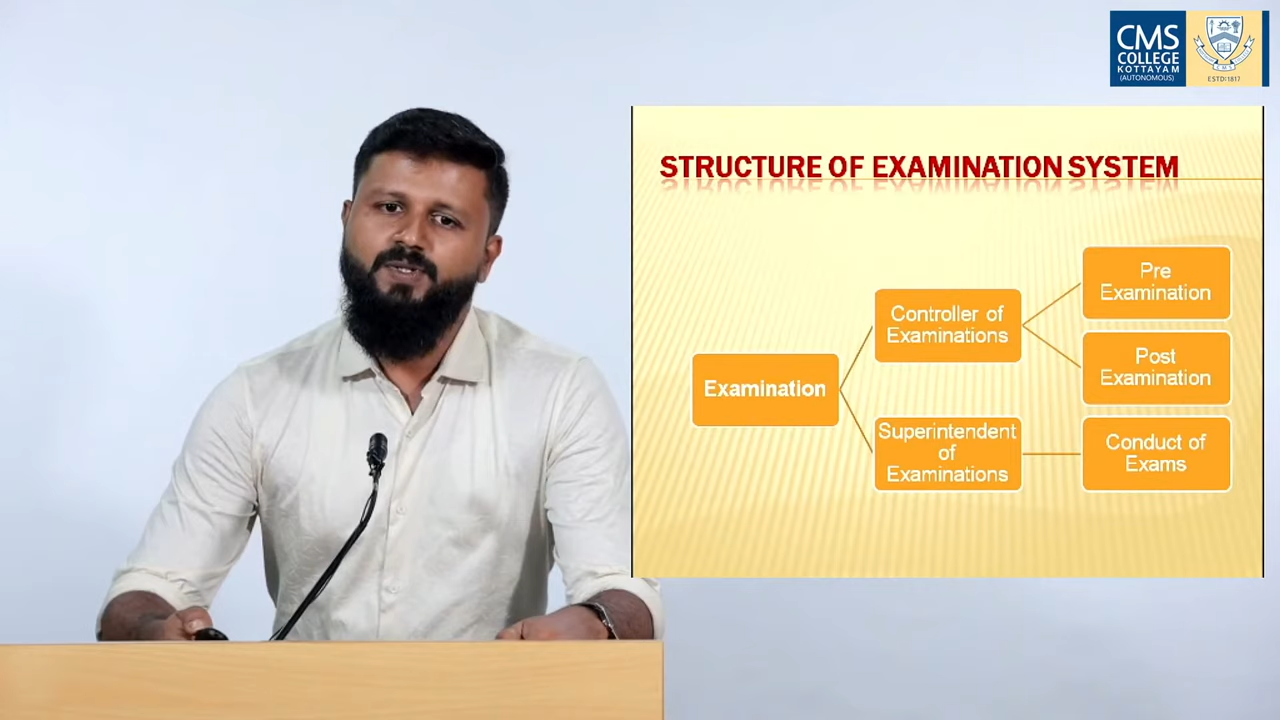 CMS
COLLEGE
KOTTAYAM
(AUTONOMOUS)
CMS
ESTD|1817
STRUCTURE OF EXAMINATION SYSTEM
Examination
Controller of
Examinations
Superintendent
of
Examinations
Pre
Examination
Post
Examination
Conduct of
Exams